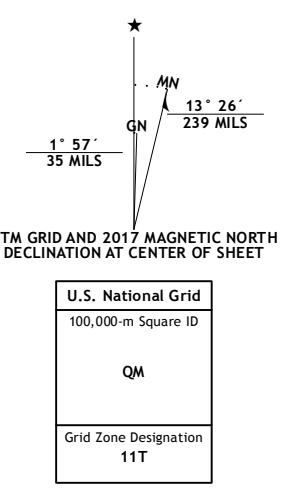 ★
MN
GN
13° 26´
239 MILS
1° 57´
35 MILS
TM GRID AND 2017 MAGNETIC NORTH
DECLINATION AT CENTER OF SHEET
U.S. National Grid
100,000-m Square ID
QM
Grid Zone Designation
11T